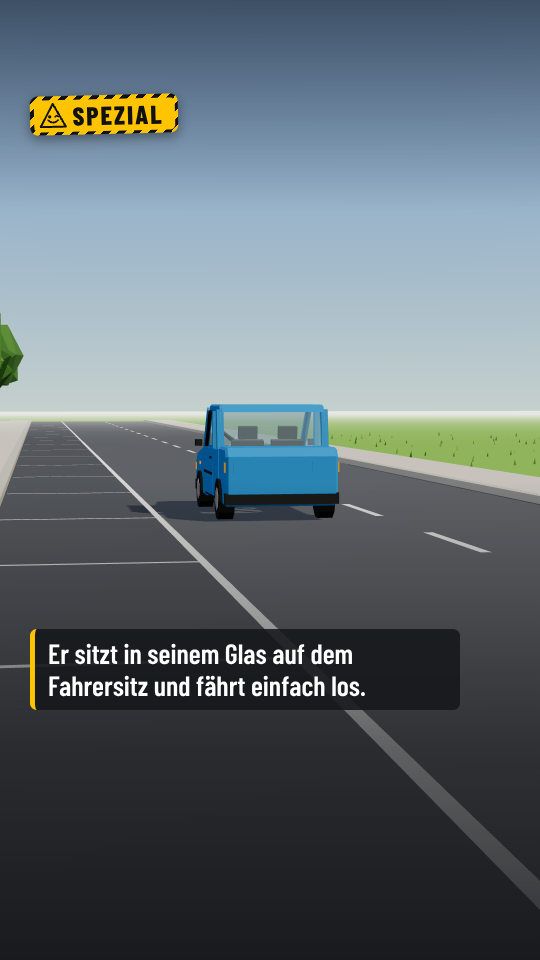 SPEZIAL
Er sitzt in seinem Glas auf dem
Fahrersitz und fährt einfach los.